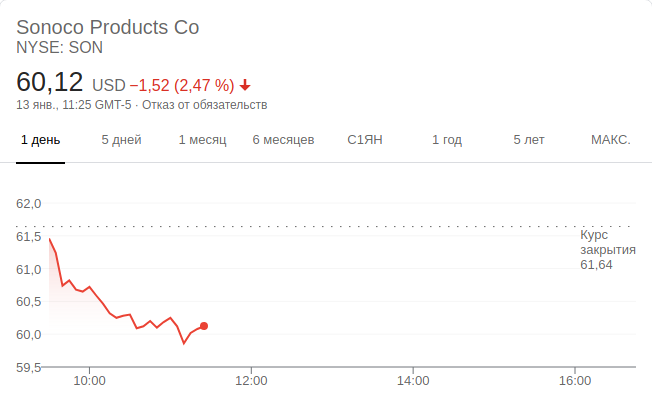 Sonoco Products Co
NYSE: SON
60,12 USD −1,52 (2,47 %)
13 янв., 11:25 GMT-5 · Отказ от обязательств
1 день 5 дней 1 месяц 6 месяцев С1ЯН 1 год 5 лет МАКС.
62,0
61,5
61,0
60,5
60,0
59,5
Курс
закрытия
61,64
10:00 12:00 14:00 16:00